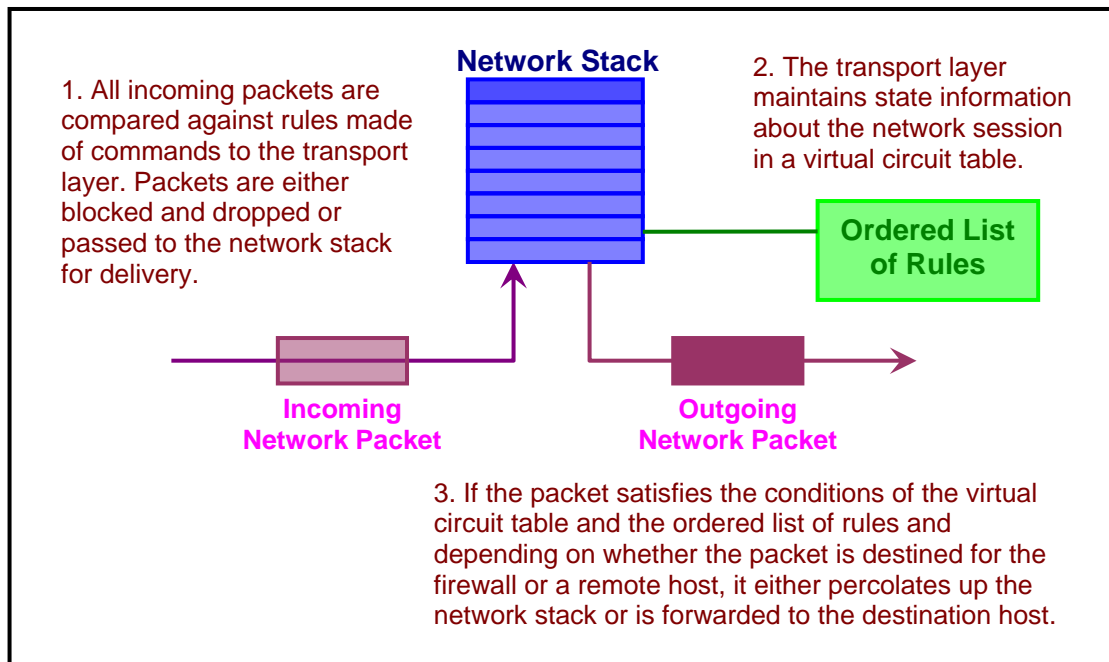 Network Stack
1. All incoming packets are
compared against rules made
of commands to the transport
layer. Packets are either
blocked and dropped or
passed to the network stack
for delivery.
2. The transport layer
maintains state information
about the network session
in a virtual circuit table.
Ordered List
of Rules
Incoming
Network Packet
Outgoing
Network Packet
3. If the packet satisfies the conditions of the virtual
circuit table and the ordered list of rules and
depending on whether the packet is destined for the
firewall or a remote host, it either percolates up the
network stack or is forwarded to the destination host.